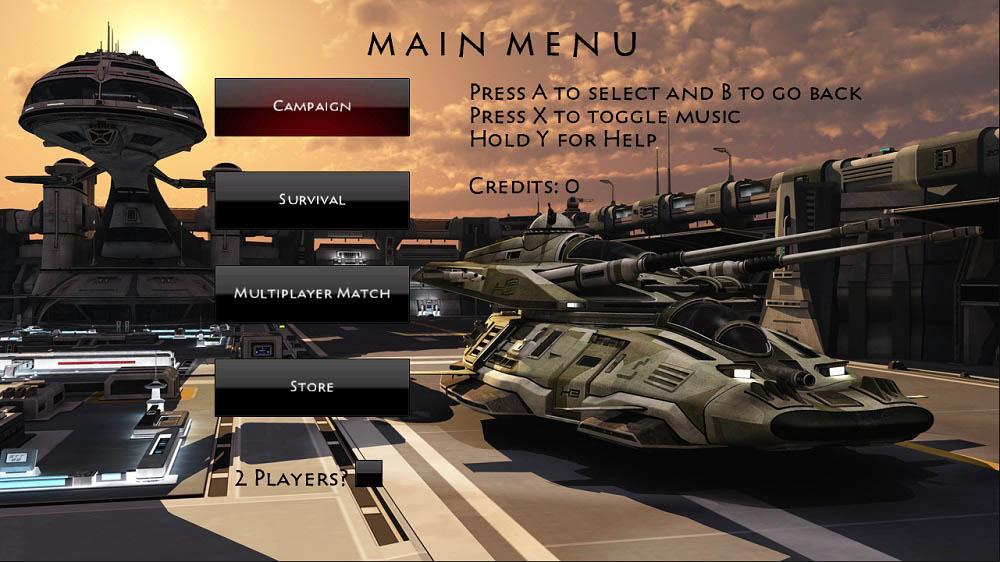 MAIN MENU
CAMPAIGN
PRESS A TO SELECT AND B TO GO BACK
PRESS X TO TOGGLE MUSIC
HOLD Y FOR HELP
CREDITS: 0
SURVIVAL
MULTIPLAYER MATCH
STORE
2 PLAYERS?